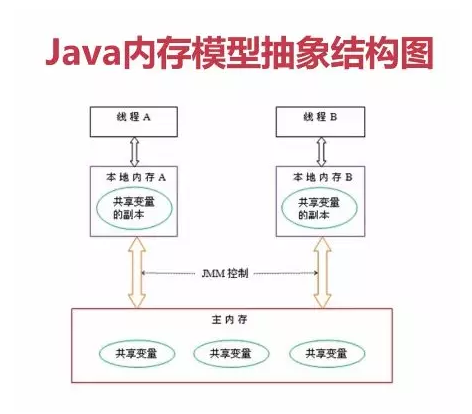 Java内存模型抽象结构图
线程 A
线程 B
本地内存 A
本地内存 B
共享变量
的副本
共享变量
的副本
JMM 控制
主内存
共享变量
共享变量
共享变量